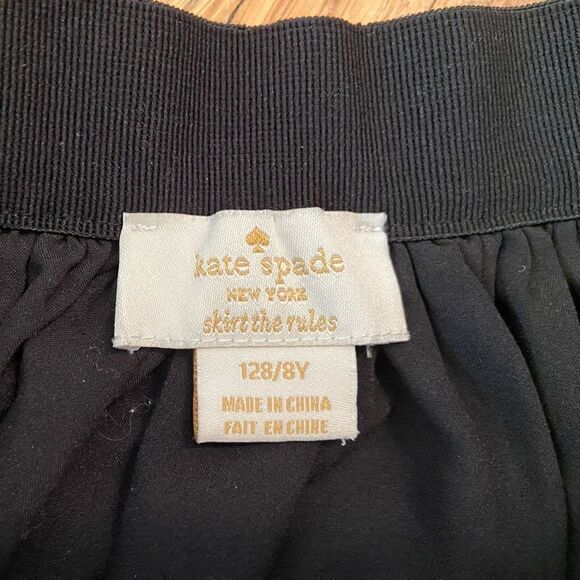 kate spade
NEW YORK
skirt the rules
128/8Y
MADE IN CHINA
FAIT EN CHINE